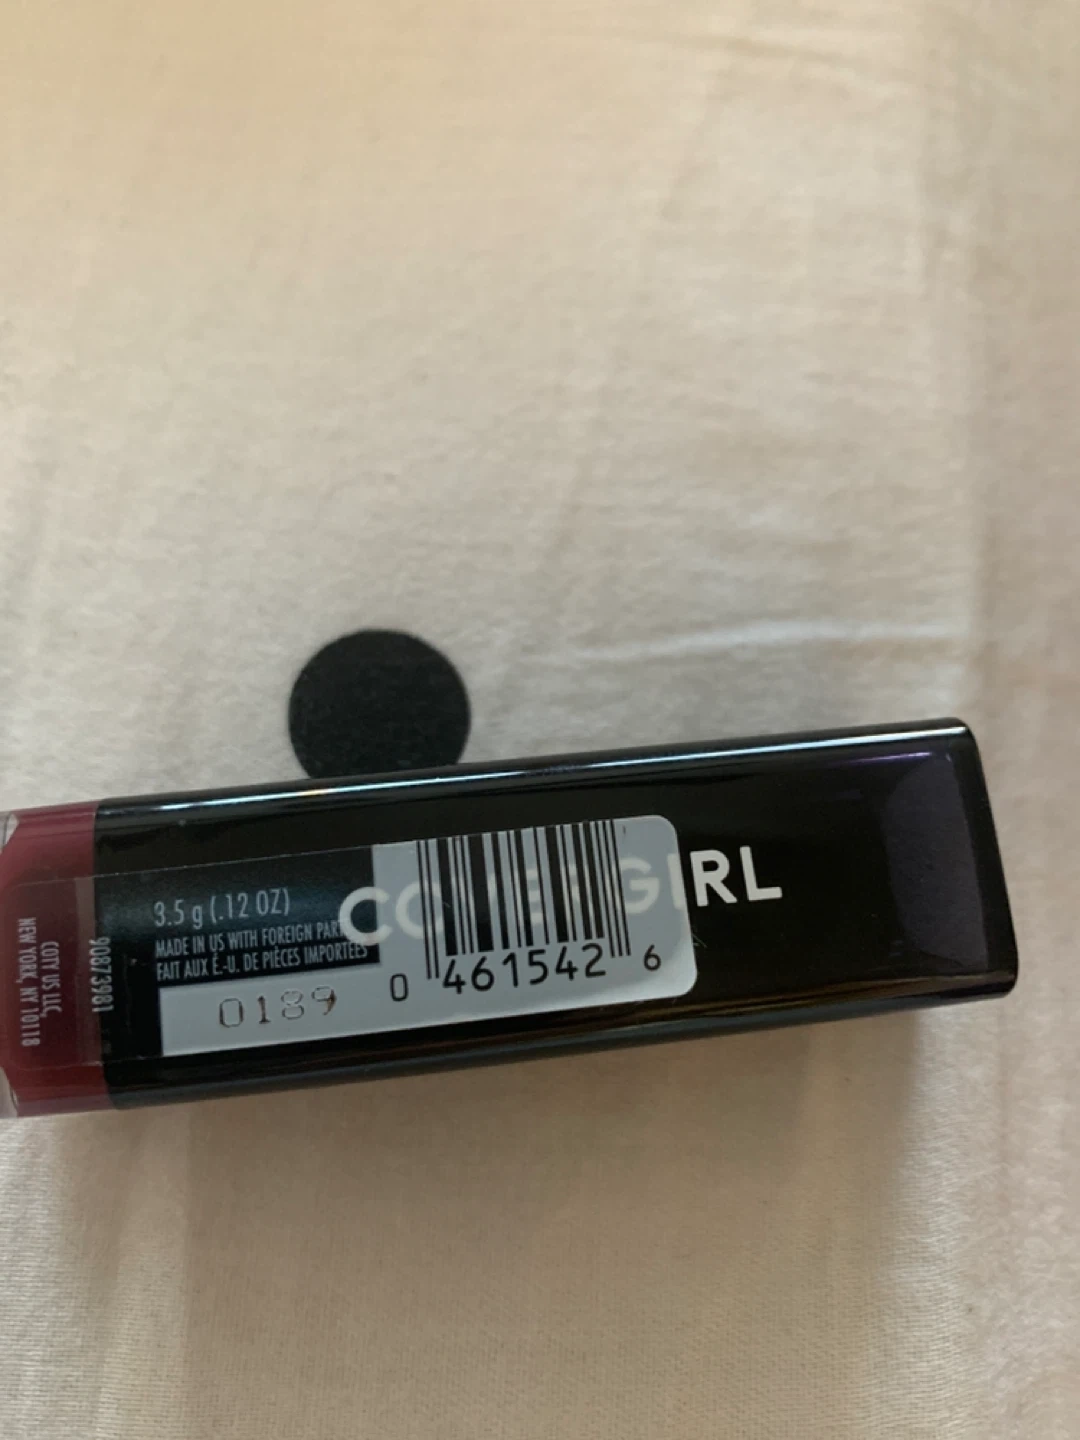 COVERGIRL
3.5 g (.12 OZ)
MADE IN US WITH FOREIGN PAR
FAIT AUX É.-U. DE PIÈCES IMPORTÉES
0189
0 461542 6
90873981
COTY US LLC,
NEW YORK, NY 10118